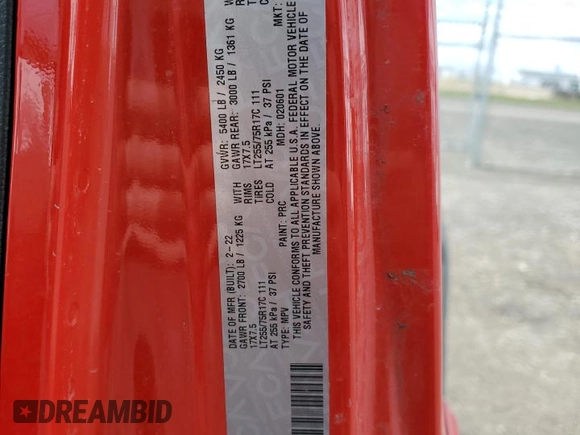 GVWR: 5400 LB / 2450 KG
DATE OF MFR (BUILT): 2-22 GAWR REAR: 3000 LB / 1361 KG
GAWR FRONT: 2700 LB / 1225 KG WITH 17X7.5
17X7.5 RIMS LT255/75R17C 111
LT255/75R17C 111 TIRES AT 255 kPa / 37 PSI
AT 255 kPa / 37 PSI COLD
TYPE: MPV PAINT: PRC MDH: 020601 MKT:
THIS VEHICLE CONFORMS TO ALL APPLICABLE U.S.A. FEDERAL MOTOR VEHICLE
SAFETY AND THEFT PREVENTION STANDARDS IN EFFECT ON THE DATE OF
MANUFACTURE SHOWN ABOVE.
DREAMBID